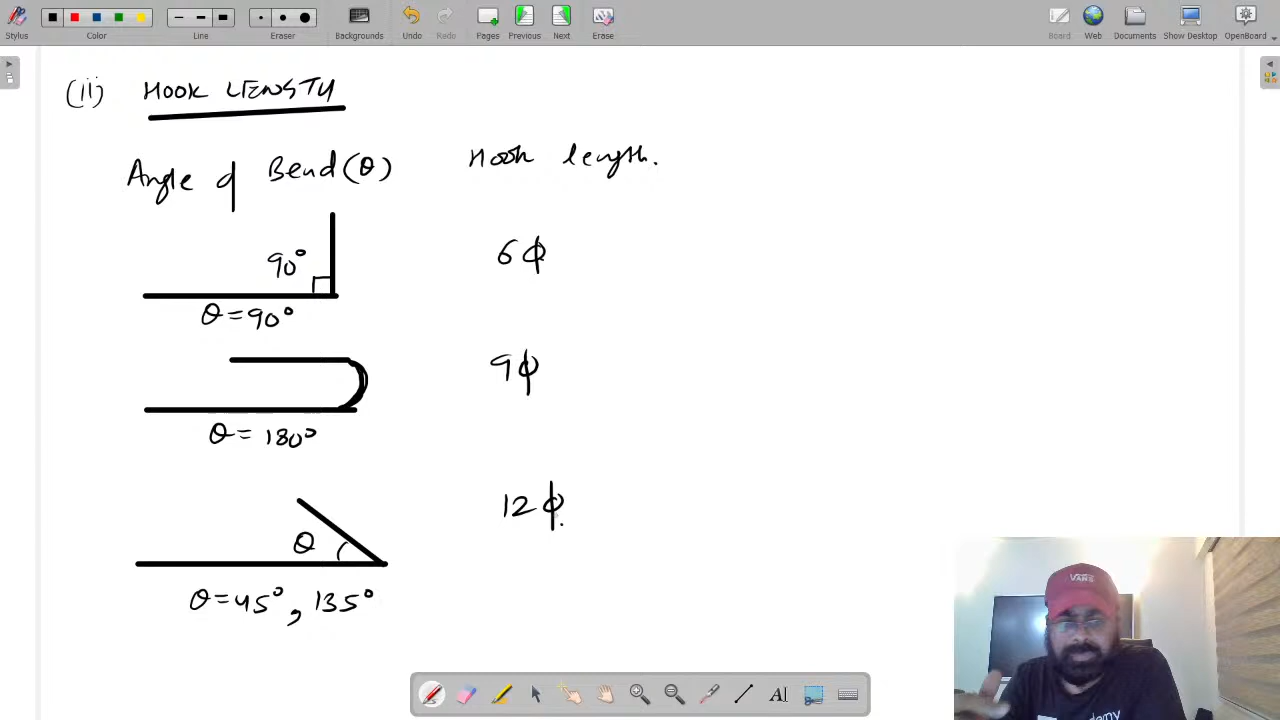 Stylus
Color
Line
Eraser
Backgrounds
Undo
Redo
Pages
Previous
Next
Erase
Board
Web
Documents
Show Desktop
OpenBoard
(ii) HOOK LENGTH
Angle of Bend (θ) Hook length.
90° 6ϕ
θ = 90°
9ϕ
θ = 180°
12ϕ.
θ
θ = 45°, 135°
VANS
A